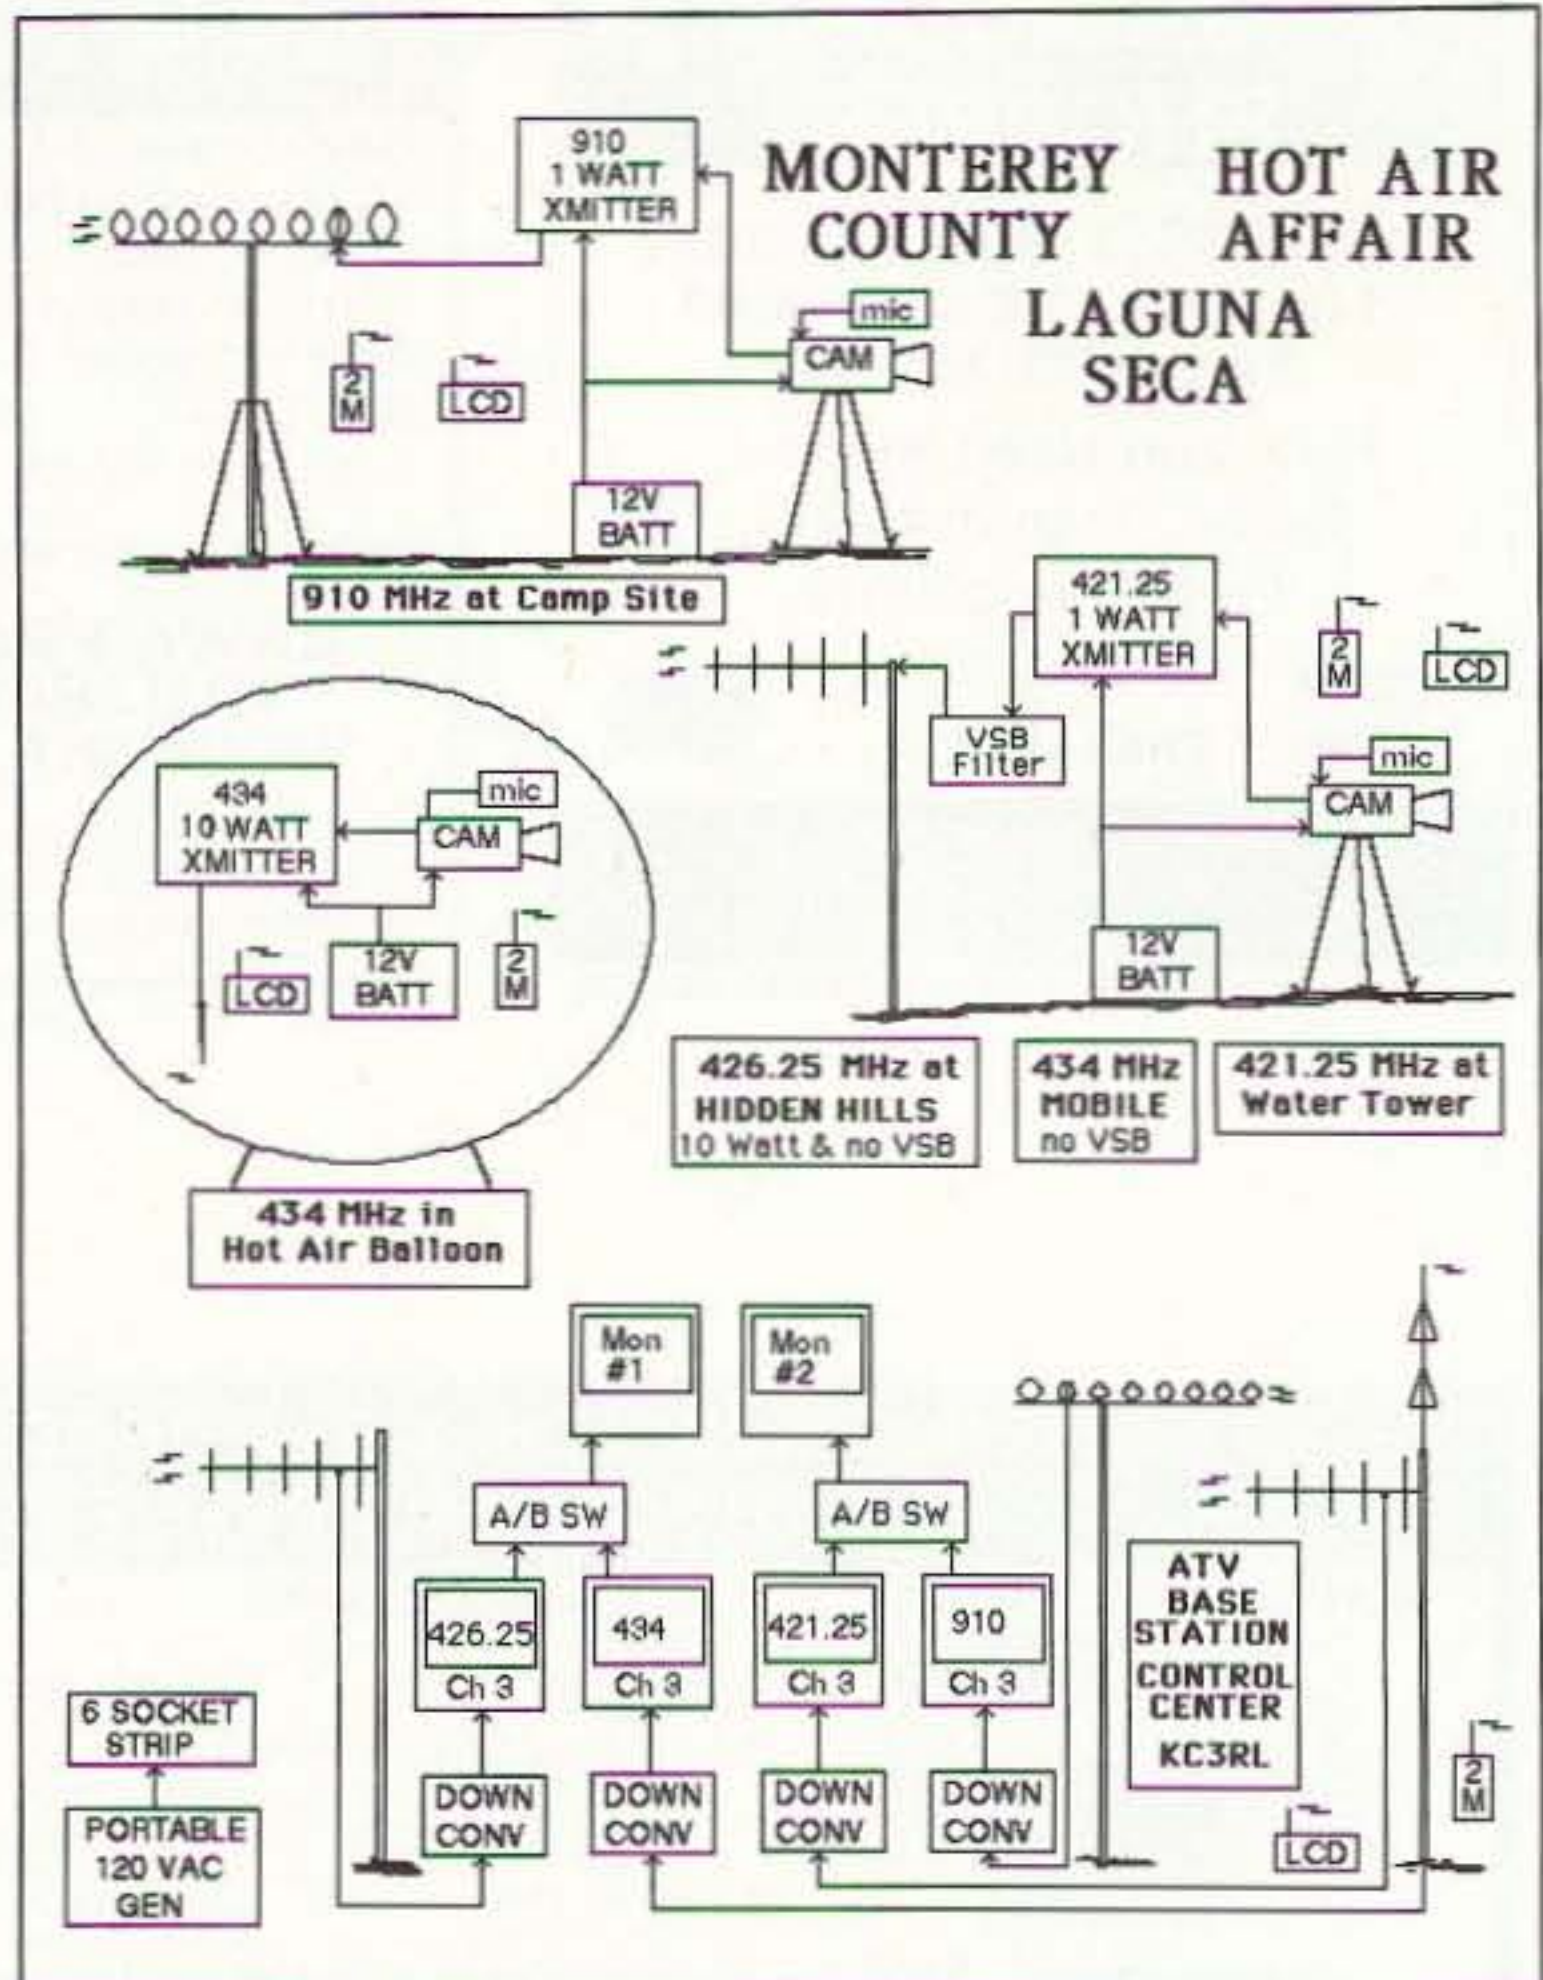 MONTEREY HOT AIR
COUNTY AFFAIR
LAGUNA
SECA
910
1 WATT
XMITTER
mic
CAM
2
M
LCD
12V
BATT
910 MHz at Camp Site
421.25
1 WATT
XMITTER
2
M
LCD
VSB
Filter
mic
CAM
12V
BATT
434
10 WATT
XMITTER
mic
CAM
LCD
12V
BATT
2
M
426.25 MHz at
HIDDEN HILLS
10 Watt & no VSB
434 MHz
MOBILE
no VSB
421.25 MHz at
Water Tower
434 MHz in
Hot Air Balloon
Mon
#1
Mon
#2
A/B SW
A/B SW
426.25
Ch 3
434
Ch 3
421.25
Ch 3
910
Ch 3
ATV
BASE
STATION
CONTROL
CENTER
KC3RL
6 SOCKET
STRIP
PORTABLE
120 VAC
GEN
DOWN
CONV
DOWN
CONV
DOWN
CONV
DOWN
CONV
LCD
2
M